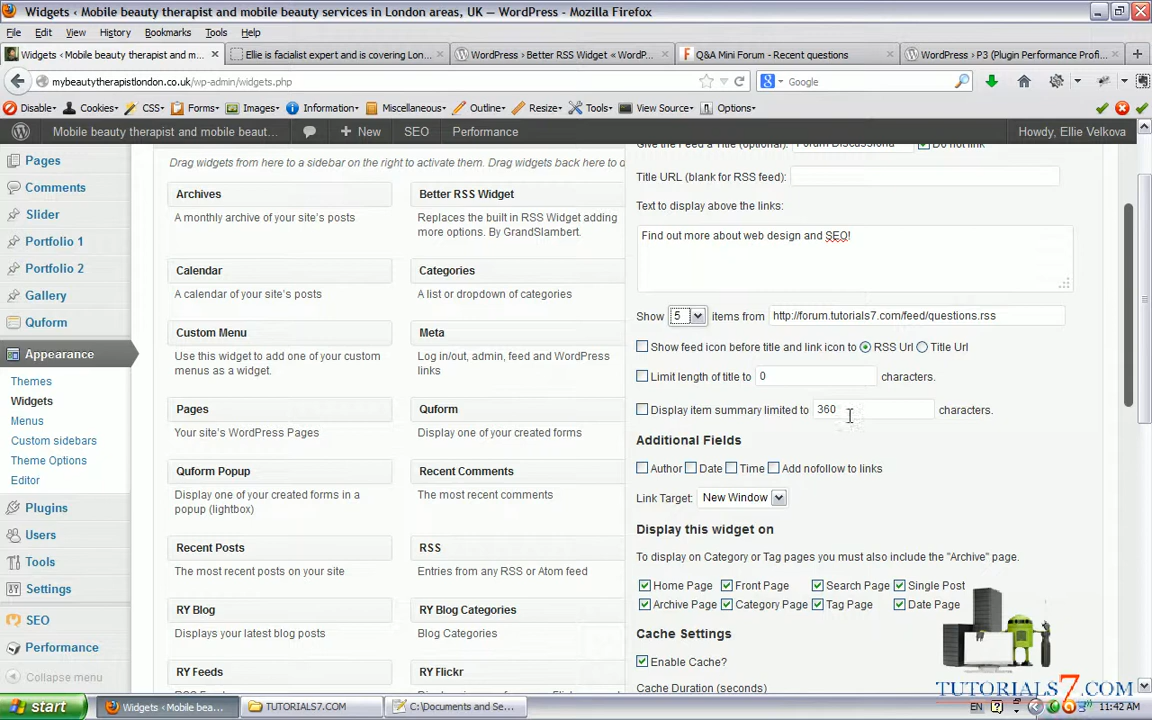 Widgets ‹ Mobile beauty therapist and mobile beauty services in London areas, UK — WordPress - Mozilla Firefox
File Edit View History Bookmarks Tools Help
Widgets ‹ Mobile beauty therapist and m...
Ellie is facialist expert and is covering Lon...
WordPress › Better RSS Widget « WordP...
Q&A Mini Forum - Recent questions
WordPress › P3 (Plugin Performance Profi...
mybeautytherapistlondon.co.uk/wp-admin/widgets.php
Google
Disable Cookies CSS Forms Images Information Miscellaneous Outline Resize Tools View Source Options
Mobile beauty therapist and mobile beaut... New SEO Performance Howdy, Ellie Velkova
Pages
Comments
Slider
Portfolio 1
Portfolio 2
Gallery
Quform
Appearance
Themes
Widgets
Menus
Custom sidebars
Theme Options
Editor
Plugins
Users
Tools
Settings
SEO
Performance
Collapse menu
Drag widgets from here to a sidebar on the right to activate them. Drag widgets back here to d
Archives
A monthly archive of your site's posts
Better RSS Widget
Replaces the built in RSS Widget adding
more options. By GrandSlambert.
Calendar
A calendar of your site's posts
Categories
A list or dropdown of categories
Custom Menu
Use this widget to add one of your custom
menus as a widget.
Meta
Log in/out, admin, feed and WordPress
links
Pages
Your site's WordPress Pages
Quform
Display one of your created forms
Quform Popup
Display one of your created forms in a
popup (lightbox)
Recent Comments
The most recent comments
Recent Posts
The most recent posts on your site
RSS
Entries from any RSS or Atom feed
RY Blog
Displays your latest blog posts
RY Blog Categories
Blog Categories
RY Feeds
RY Flickr
Give the Feed a Title (optional): Forum Discussions Do not link
Title URL (blank for RSS feed):
Text to display above the links:
Find out more about web design and SEO!
Show 5 items from http://forum.tutorials7.com/feed/questions.rss
Show feed icon before title and link icon to RSS Url Title Url
Limit length of title to 0 characters.
Display item summary limited to 360 characters.
Additional Fields
Author Date Time Add nofollow to links
Link Target: New Window
Display this widget on
To display on Category or Tag pages you must also include the "Archive" page.
Home Page Front Page Search Page Single Post
Archive Page Category Page Tag Page Date Page
Cache Settings
Enable Cache?
Cache Duration (seconds)
TUTORIALS7.COM
start
Widgets ‹ Mobile bea...
TUTORIALS7.COM
C:\Documents and Se...
EN
11:42 AM